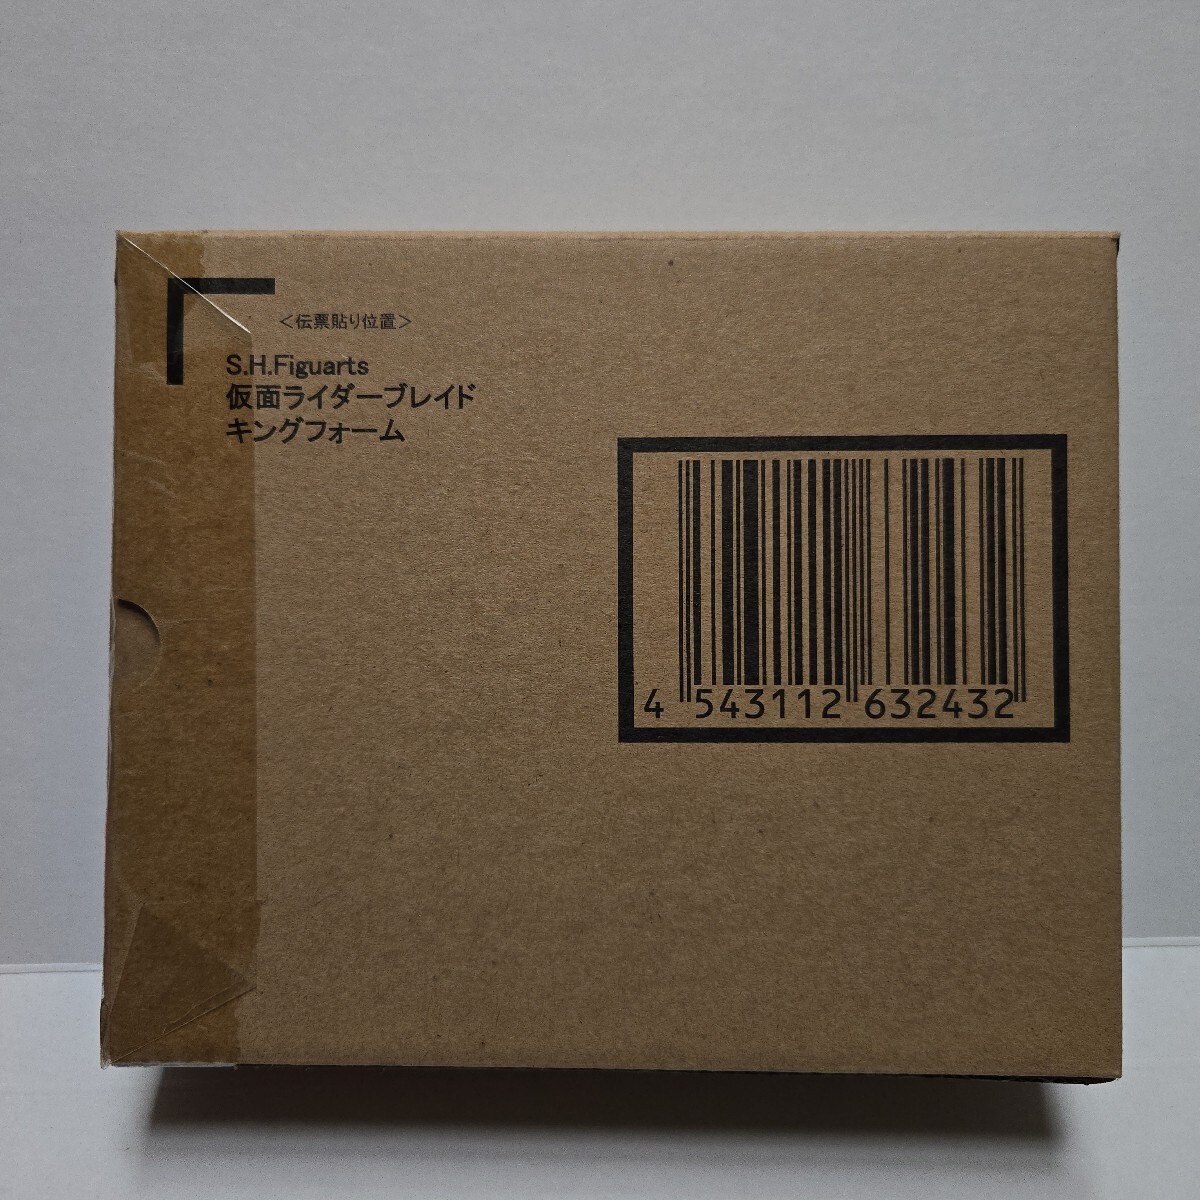 ＜伝票貼り位置＞
S.H.Figuarts
仮面ライダーブレイド
キングフォーム
4 543112 632432